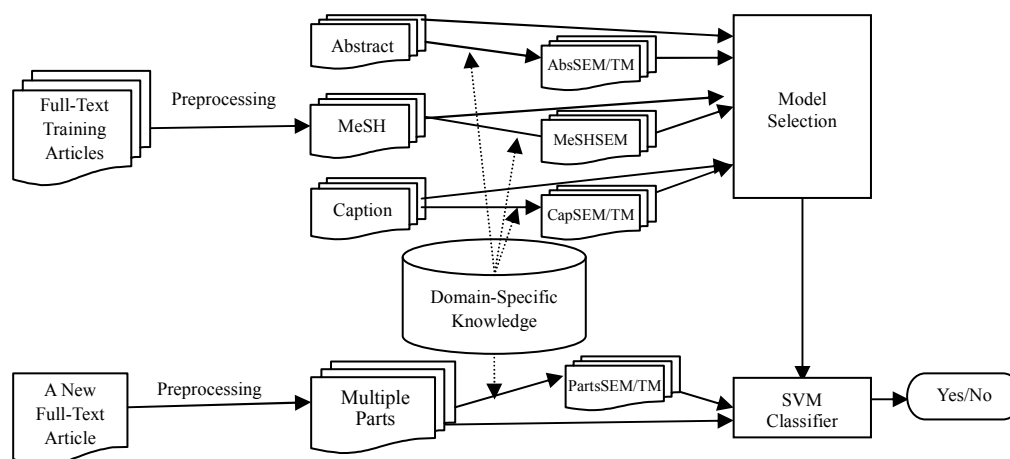 Abstract
AbsSEM/TM
Full-Text
Training
Articles
Preprocessing
MeSH
MeSHSEM
Model
Selection
Caption
CapSEM/TM
Domain-Specific
Knowledge
A New
Full-Text
Article
Preprocessing
Multiple
Parts
PartsSEM/TM
SVM
Classifier
Yes/No